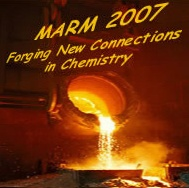 MARM 2007
Forging New Connections
in Chemistry